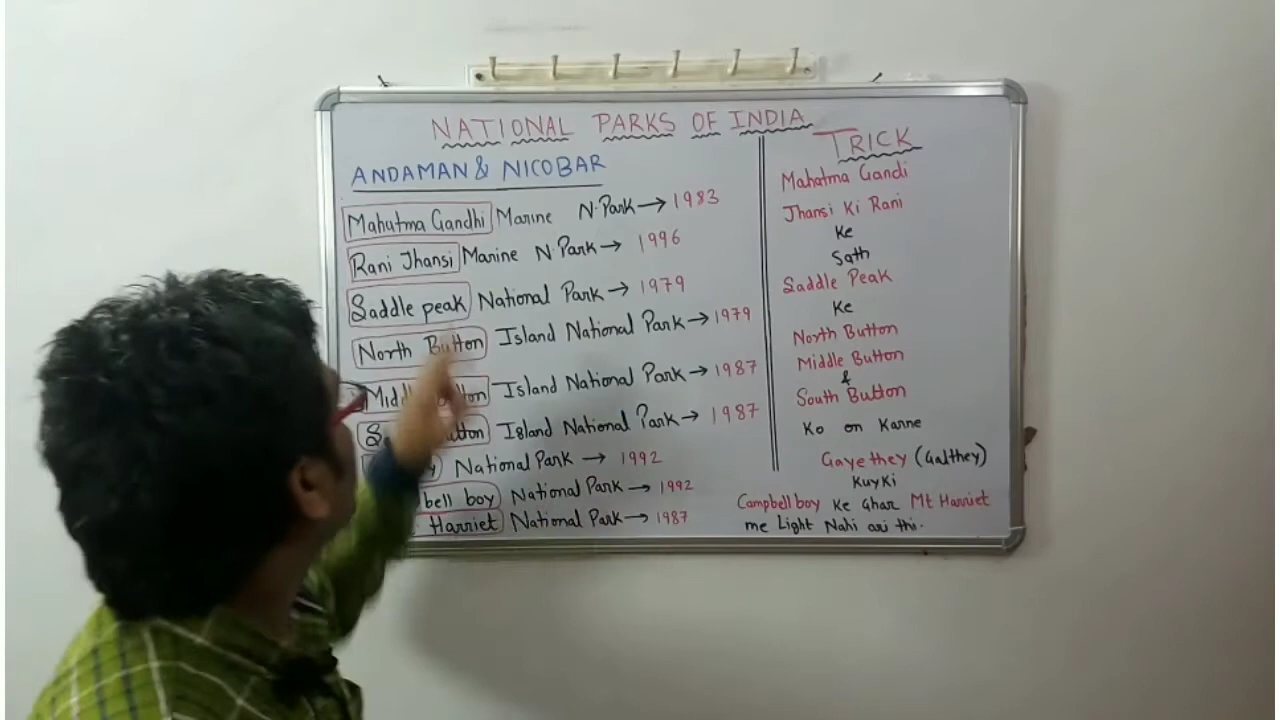 NATIONAL PARKS OF INDIA
ANDAMAN & NICOBAR
Mahatma Gandhi Marine N.Park → 1983
Rani Jhansi Marine N.Park → 1996
Saddle peak National Park → 1979
North Button Island National Park → 1979
Island National Park → 1987
Island National Park → 1987
National Park → 1992
bell boy National Park → 1992
Harriet National Park → 1987
TRICK
Mahatma Gandi
Jhansi Ki Rani
Ke
Sath
Saddle Peak
Ke
North Button
Middle Button
&
South Button
Ko on Karne
Gaye they (Galthey)
Kuyki
Campbell boy Ke Ghar Mt Harriet
me Light Nahi ari thi.